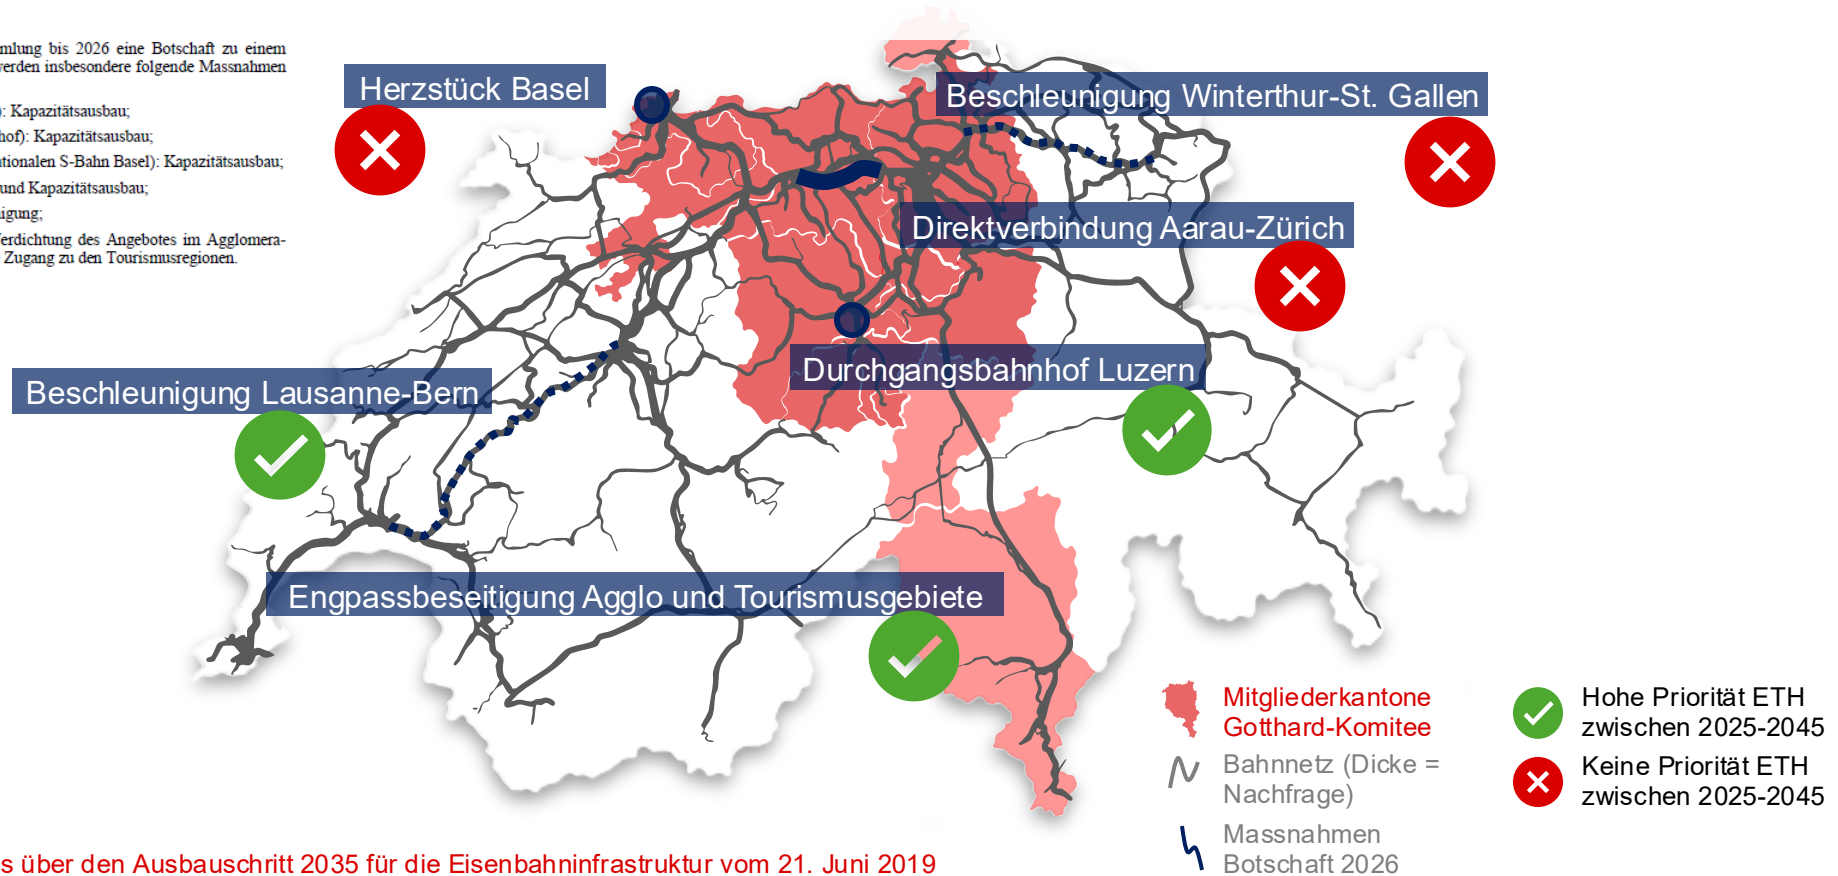 mlung bis 2026 eine Botschaft zu einem
werden insbesondere folgende Massnahmen
): Kapazitätsausbau;
hof): Kapazitätsausbau;
tionalen S-Bahn Basel): Kapazitätsausbau;
und Kapazitätsausbau;
igung;
erdichtung des Angebotes im Agglomera-
Zugang zu den Tourismusregionen.
Herzstück Basel
Beschleunigung Winterthur-St. Gallen
Direktverbindung Aarau-Zürich
Durchgangsbahnhof Luzern
Beschleunigung Lausanne-Bern
Engpassbeseitigung Agglo und Tourismusgebiete
Mitgliederkantone
Gotthard-Komitee
Bahnnetz (Dicke =
Nachfrage)
Massnahmen
Botschaft 2026
Hohe Priorität ETH
zwischen 2025-2045
Keine Priorität ETH
zwischen 2025-2045
s über den Ausbauschritt 2035 für die Eisenbahninfrastruktur vom 21. Juni 2019